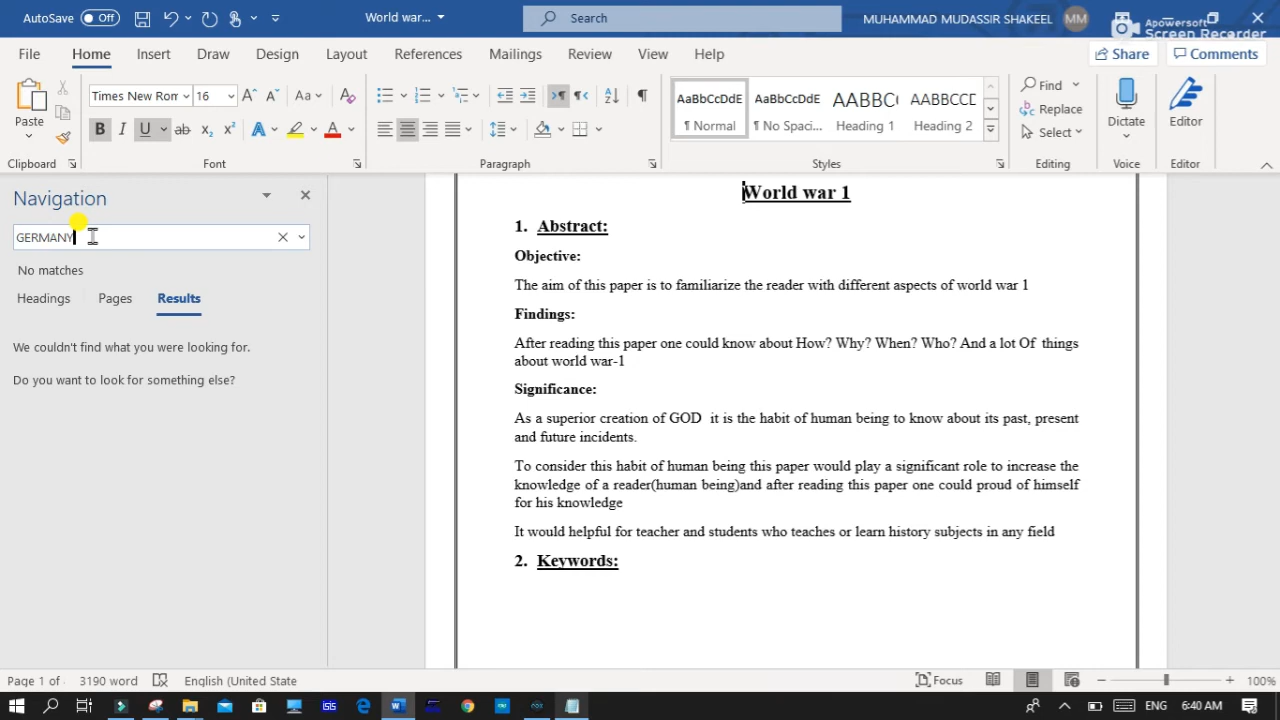 AutoSave Off World war... Search MUHAMMAD MUDASSIR SHAKEEL MM
Apowersoft
Screen Recorder
File Home Insert Draw Design Layout References Mailings Review View Help Share Comments
Paste Times New Rom 16 Aa A
AaBbCcDdE AaBbCcDdE AABBC AABBCCE
¶ Normal ¶ No Spaci... Heading 1 Heading 2
Find
Replace
Select
Dictate Editor
Clipboard Font Paragraph Styles Editing Voice Editor
Navigation
GERMANY
No matches
Headings Pages Results
We couldn't find what you were looking for.
Do you want to look for something else?
World war 1
1. Abstract:
Objective:
The aim of this paper is to familiarize the reader with different aspects of world war 1
Findings:
After reading this paper one could know about How? Why? When? Who? And a lot Of things
about world war-1
Significance:
As a superior creation of GOD it is the habit of human being to know about its past, present
and future incidents.
To consider this habit of human being this paper would play a significant role to increase the
knowledge of a reader(human being)and after reading this paper one could proud of himself
for his knowledge
It would helpful for teacher and students who teaches or learn history subjects in any field
2. Keywords:
Page 1 of 3190 word English (United State Focus 100%
ENG 6:40 AM